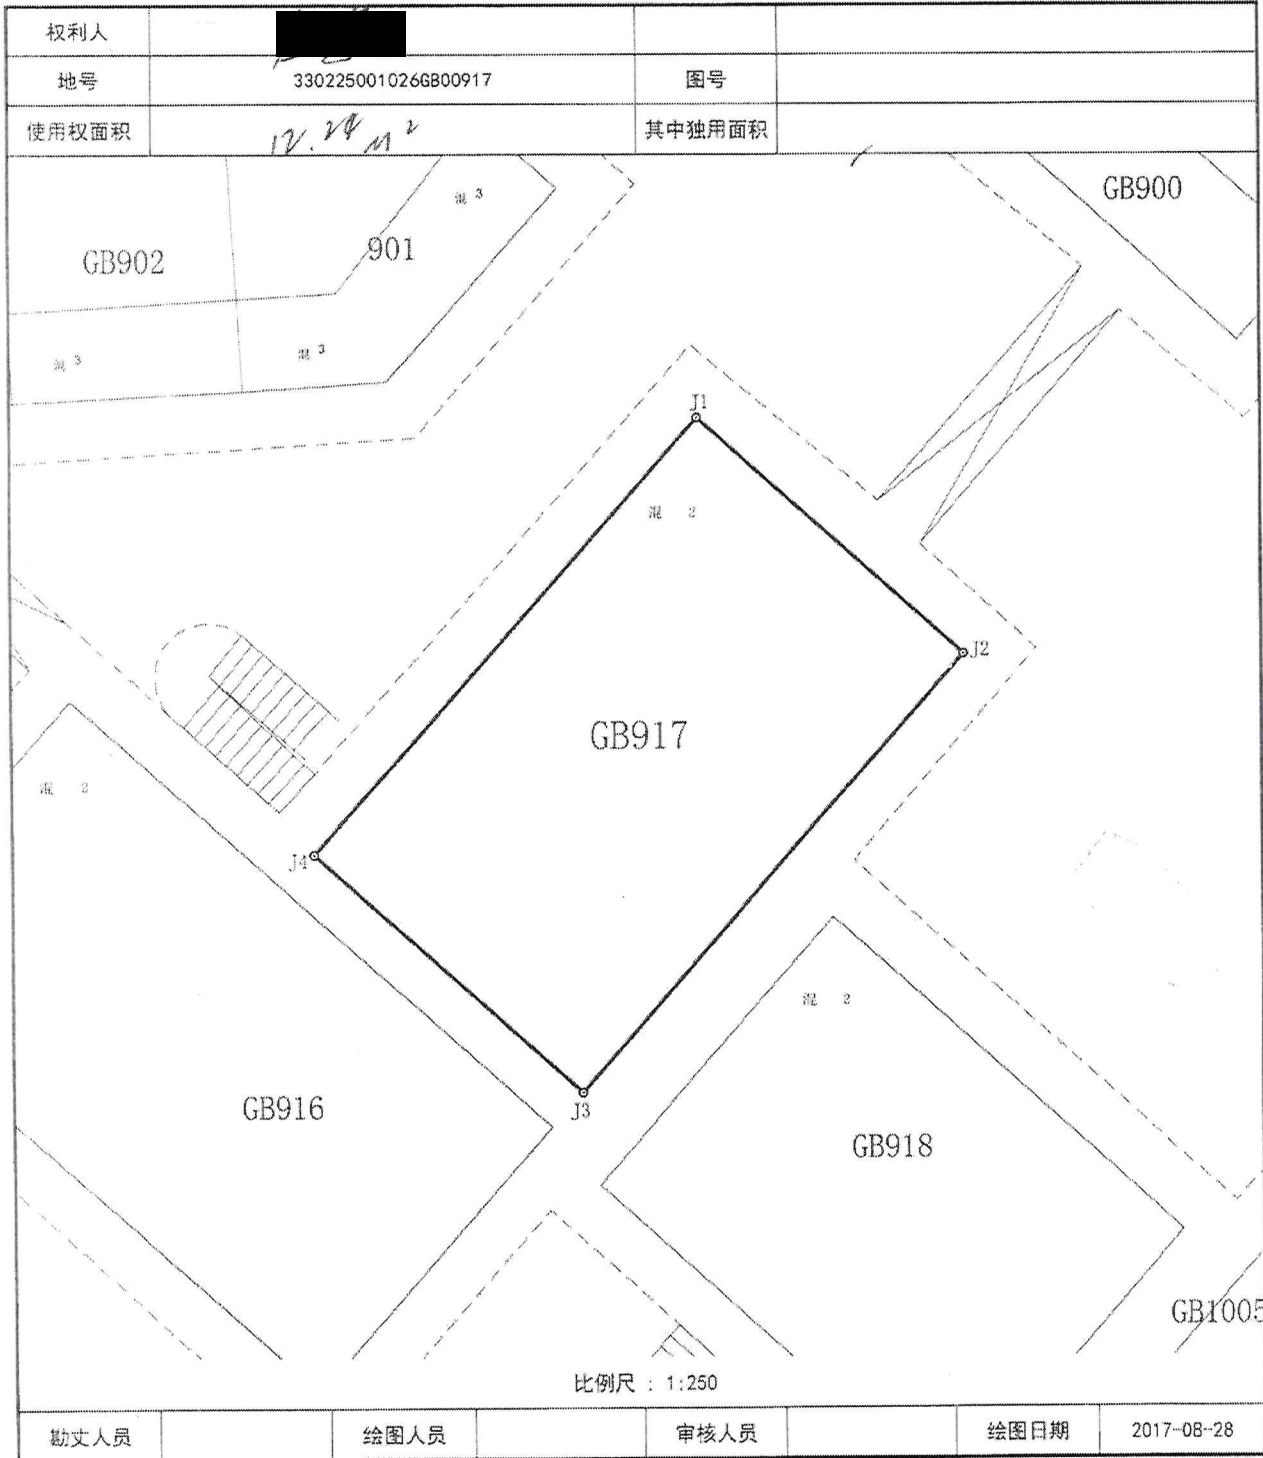 权利人
地号 330225001026GB00917 图号
使用权面积 12.24 M² 其中独用面积
GB900
混 3
901
GB902
混 3
混 3
J1
混 2
J2
GB917
混 2
J4
混 2
J3
GB916
GB918
GB1005
比例尺 : 1:250
勘丈人员 绘图人员 审核人员 绘图日期 2017-08-28